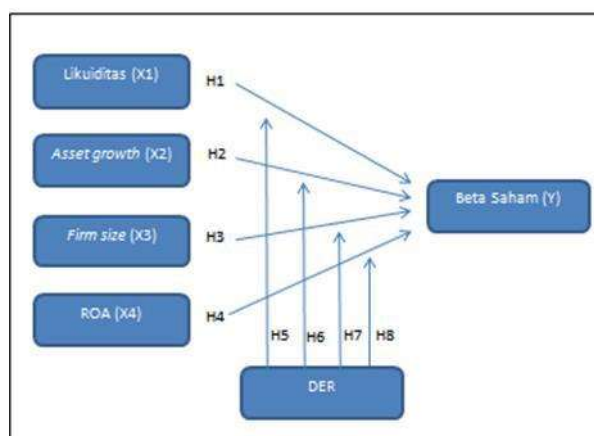 Likuiditas (X1)
H1
Asset growth (X2)
H2
Beta Saham (Y)
Firm size (X3)
H3
ROA (X4)
H4
H5
H6
H7
H8
DER